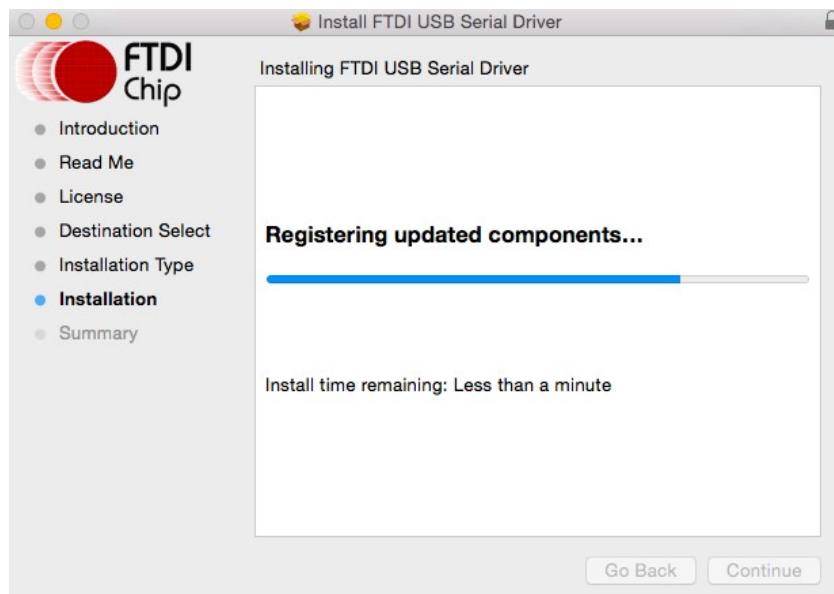 Install FTDI USB Serial Driver
FTDI
Chip
Installing FTDI USB Serial Driver
Introduction
Read Me
License
Destination Select
Installation Type
Installation
Summary
Registering updated components...
Install time remaining: Less than a minute
Go Back
Continue